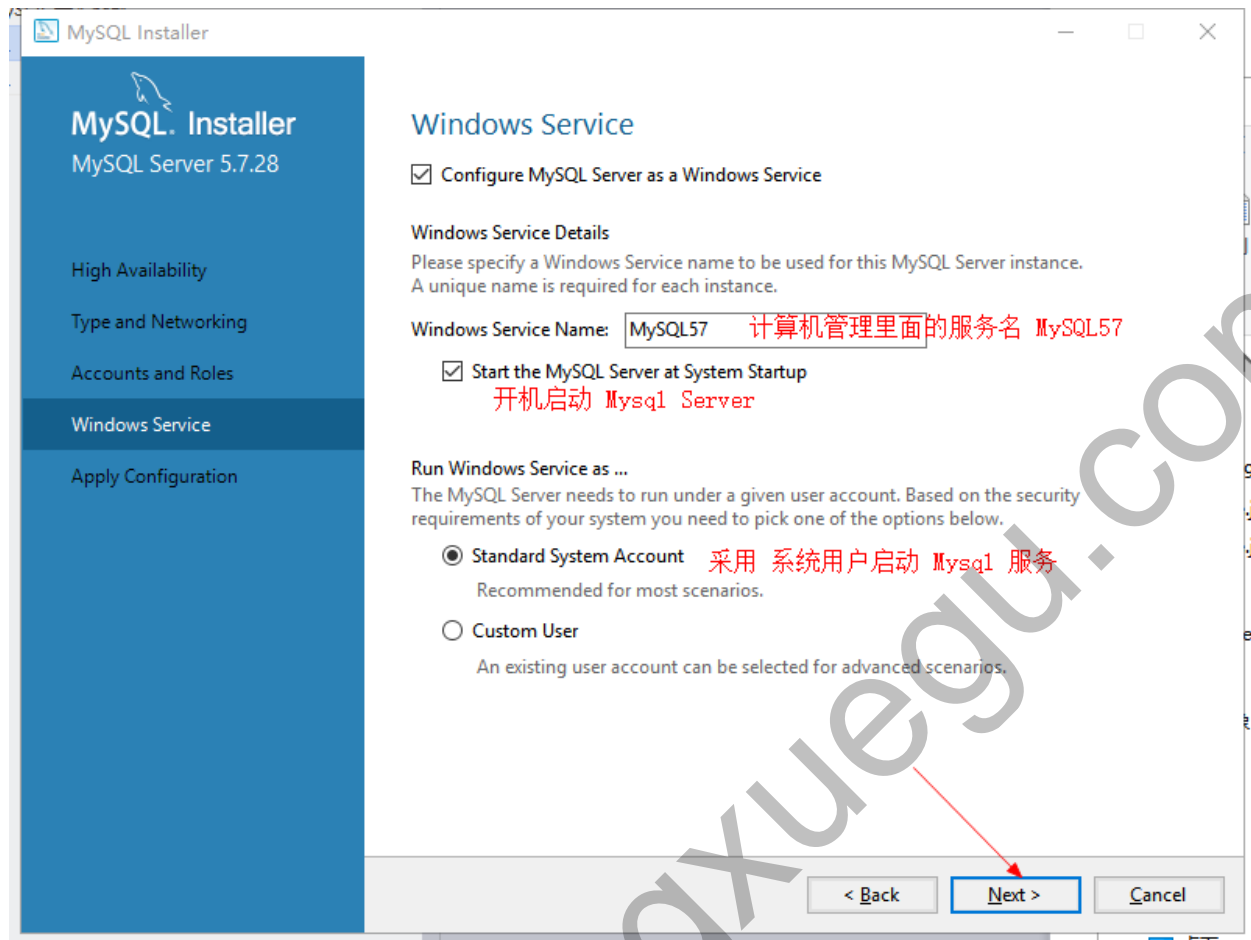 MySQL Installer
MySQL. Installer
MySQL Server 5.7.28
High Availability
Type and Networking
Accounts and Roles
Windows Service
Apply Configuration
Windows Service
Configure MySQL Server as a Windows Service
Windows Service Details
Please specify a Windows Service name to be used for this MySQL Server instance.
A unique name is required for each instance.
Windows Service Name: MySQL57 计算机管理里面的服务名 MySQL57
Start the MySQL Server at System Startup
开机启动 Mysql Server
Run Windows Service as ...
The MySQL Server needs to run under a given user account. Based on the security
requirements of your system you need to pick one of the options below.
Standard System Account 采用 系统用户启动 Mysql 服务
Recommended for most scenarios.
Custom User
An existing user account can be selected for advanced scenarios.
< Back Next > Cancel
axuegu.com